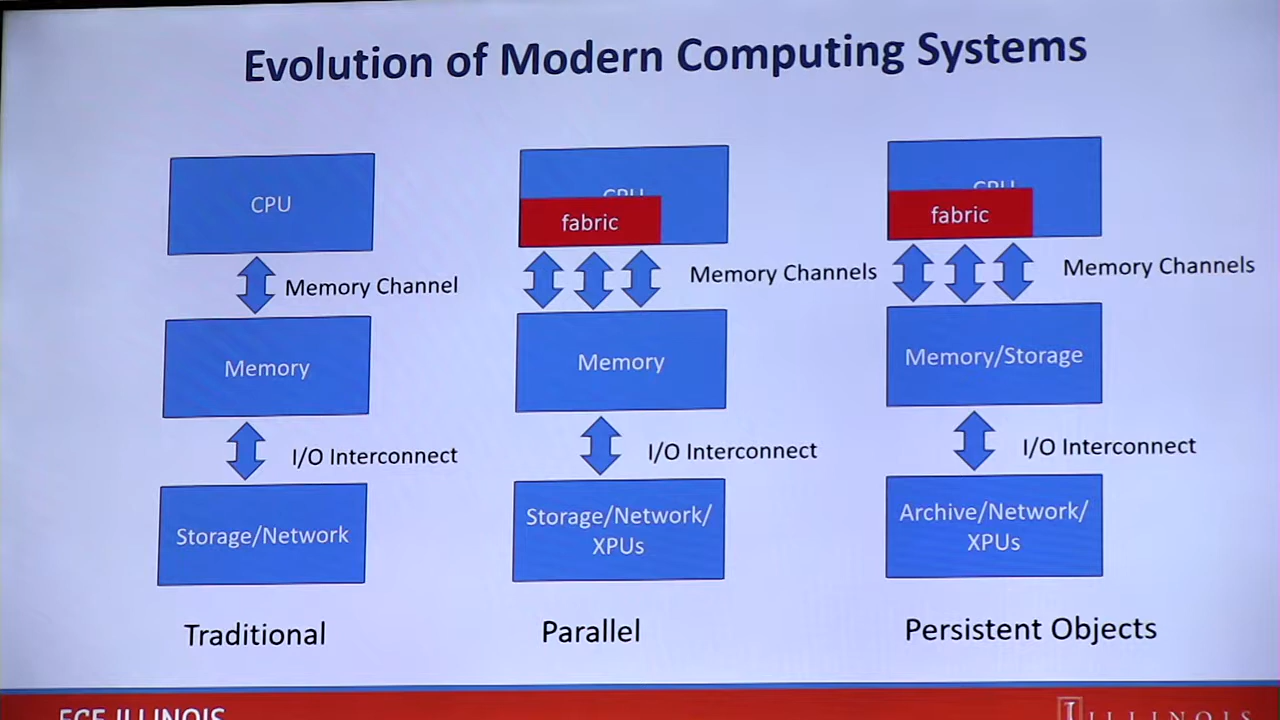 Evolution of Modern Computing Systems
CPU
CPU
CPU
fabric
fabric
Memory Channel
Memory Channels
Memory Channels
Memory
Memory
Memory/Storage
I/O Interconnect
I/O Interconnect
I/O Interconnect
Storage/Network
Storage/Network/
XPUs
Archive/Network/
XPUs
Traditional
Parallel
Persistent Objects
ECE ILLINOIS
ILLINOIS